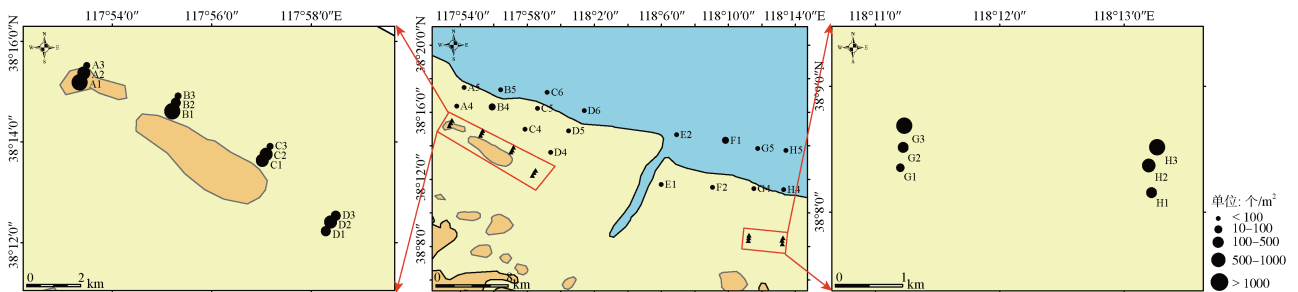 117°54′0″ 117°56′0″ 117°58′0″
38°16′0″N
38°14′0″
38°12′0″
N
W E
S
A3
A2
A1
B3
B2
B1
C3
C2
C1
D3
D2
D1
0 2
km
117°54′0″ 117°58′0″ 118°2′0″ 118°6′0″ 118°10′0″ 118°14′0″E
38°20′0″N
38°16′0″
38°12′0″
38°8′0″
N
W E
S
A5 B5 C6
A4 B4 C5 D6
C4 D5
D4
E2 F1 G5 H5
E1 F2 G4 H4
0 8
km
118°11′0″ 118°12′0″ 118°13′0″
38°9′0″N
38°8′0″
N
W E
S
G3
G2
G1
H3
H2
H1
0 1
km
单位: 个/m²
< 100
10–100
100–500
500–1000
> 1000